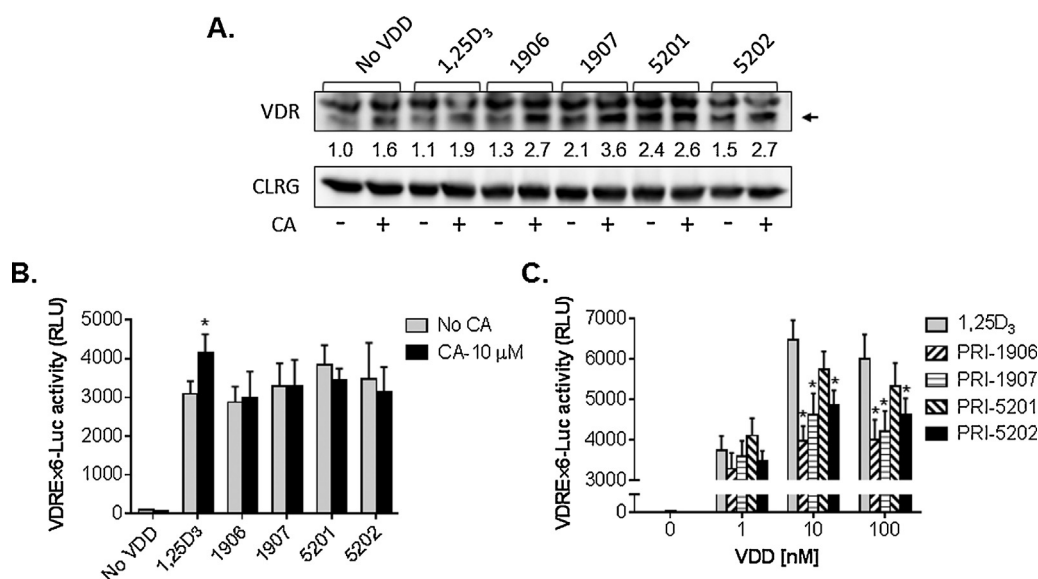 A.
No VDD 1,25D₃ 1906 1907 5201 5202
VDR
1.0 1.6 1.1 1.9 1.3 2.7 2.1 3.6 2.4 2.6 1.5 2.7
CLRG
CA - + - + - + - + - + - +
B.
VDRE×6-Luc activity (RLU)
5000
4000
3000
2000
1000
0
*
No VDD 1,25D₃ 1906 1907 5201 5202
No CA
CA-10 μM
C.
VDRE×6-Luc activity (RLU)
7000
6000
5000
4000
3000
0
* * *
* * *
0 1 10 100
VDD [nM]
1,25D₃
PRI-1906
PRI-1907
PRI-5201
PRI-5202